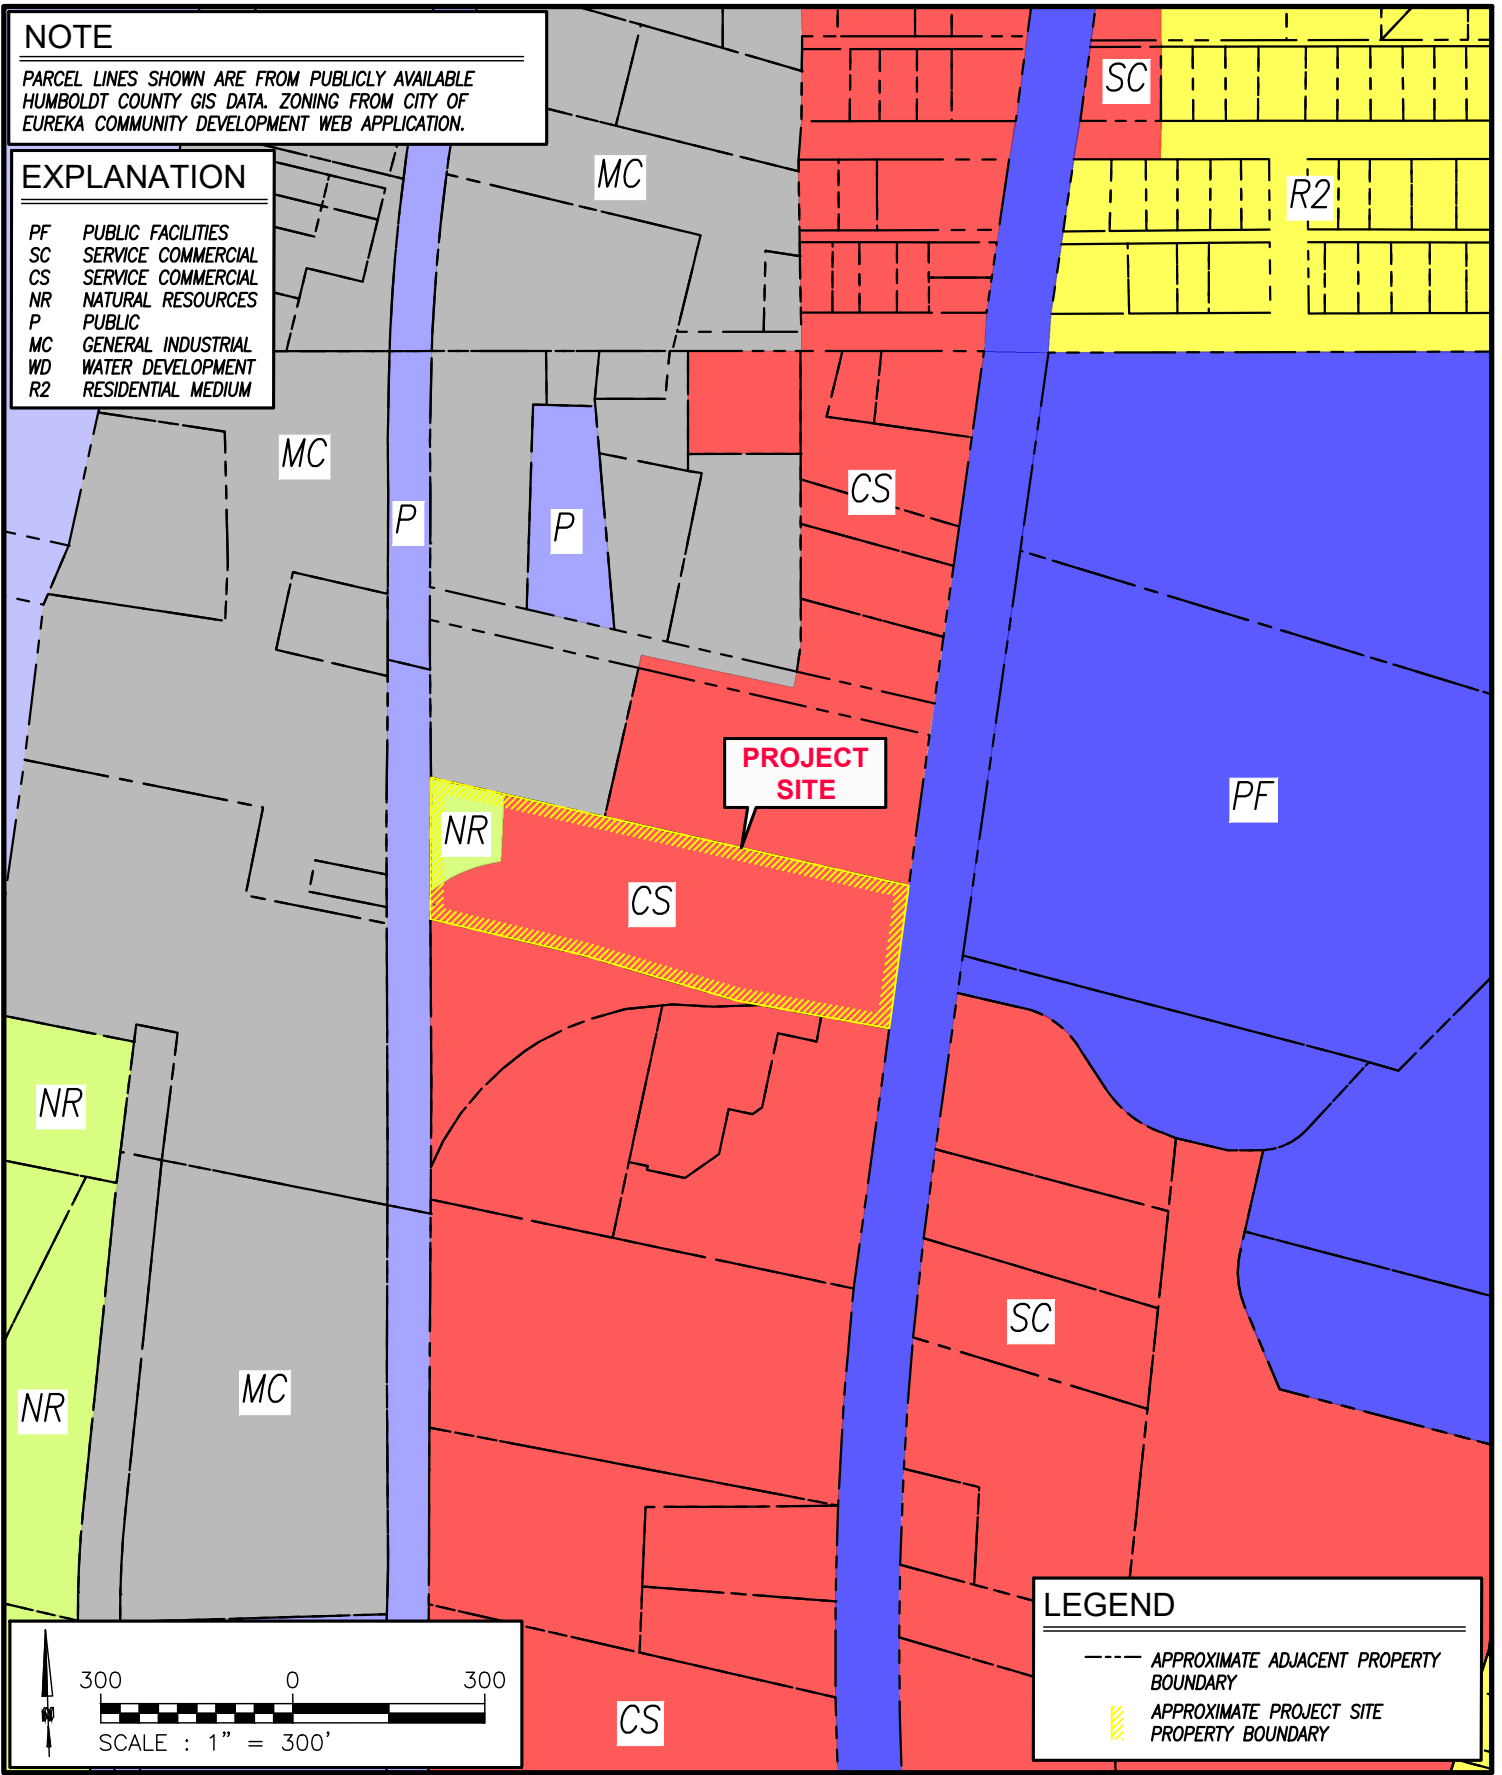 NOTE
PARCEL LINES SHOWN ARE FROM PUBLICLY AVAILABLE
HUMBOLDT COUNTY GIS DATA. ZONING FROM CITY OF
EUREKA COMMUNITY DEVELOPMENT WEB APPLICATION.
EXPLANATION
PF PUBLIC FACILITIES
SC SERVICE COMMERCIAL
CS SERVICE COMMERCIAL
NR NATURAL RESOURCES
P PUBLIC
MC GENERAL INDUSTRIAL
WD WATER DEVELOPMENT
R2 RESIDENTIAL MEDIUM
SC
MC
R2
MC
CS
P
P
PROJECT
SITE
PF
NR
CS
NR
SC
MC
NR
CS
LEGEND
APPROXIMATE ADJACENT PROPERTY
BOUNDARY
APPROXIMATE PROJECT SITE
PROPERTY BOUNDARY
N
300 0 300
SCALE : 1" = 300'